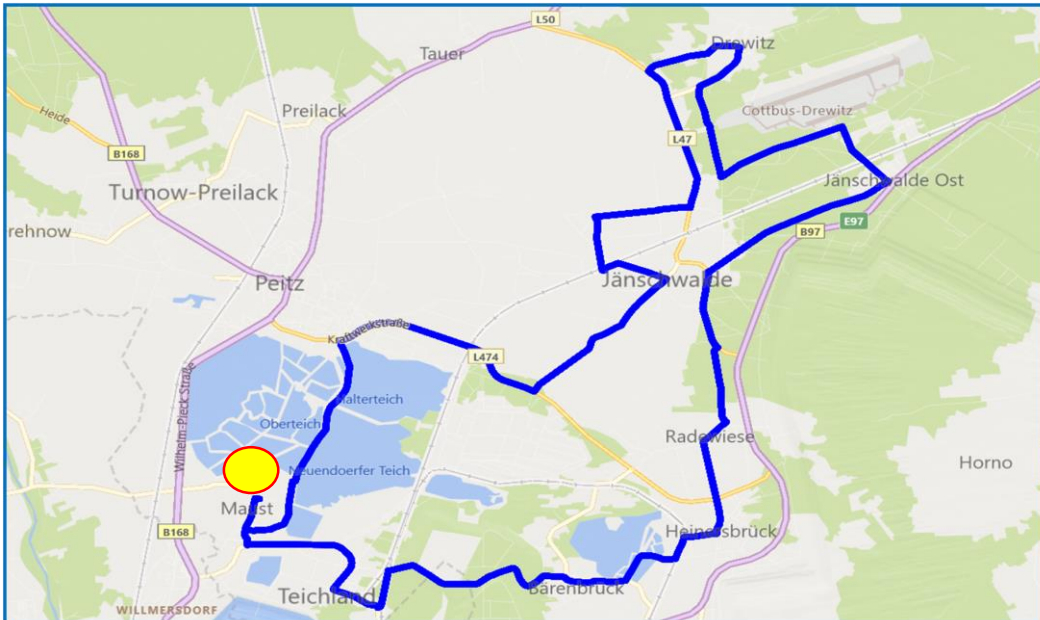 L50
Drewitz
Tauer
Cottbus-Drewitz
Preilack
Heide
L47
B168
Turnow-Preilack
Jänschwalde Ost
E97
B97
Peitz
Jänschwalde
Kraftwerkstraße
L474
Wilhelm-Pieck Straße
Oberteich
Radewiese
Neuendoerfer Teich
Horno
Maust
B168
Heinersbrück
Teichland
Bärenbrück
WILLMERSDORF